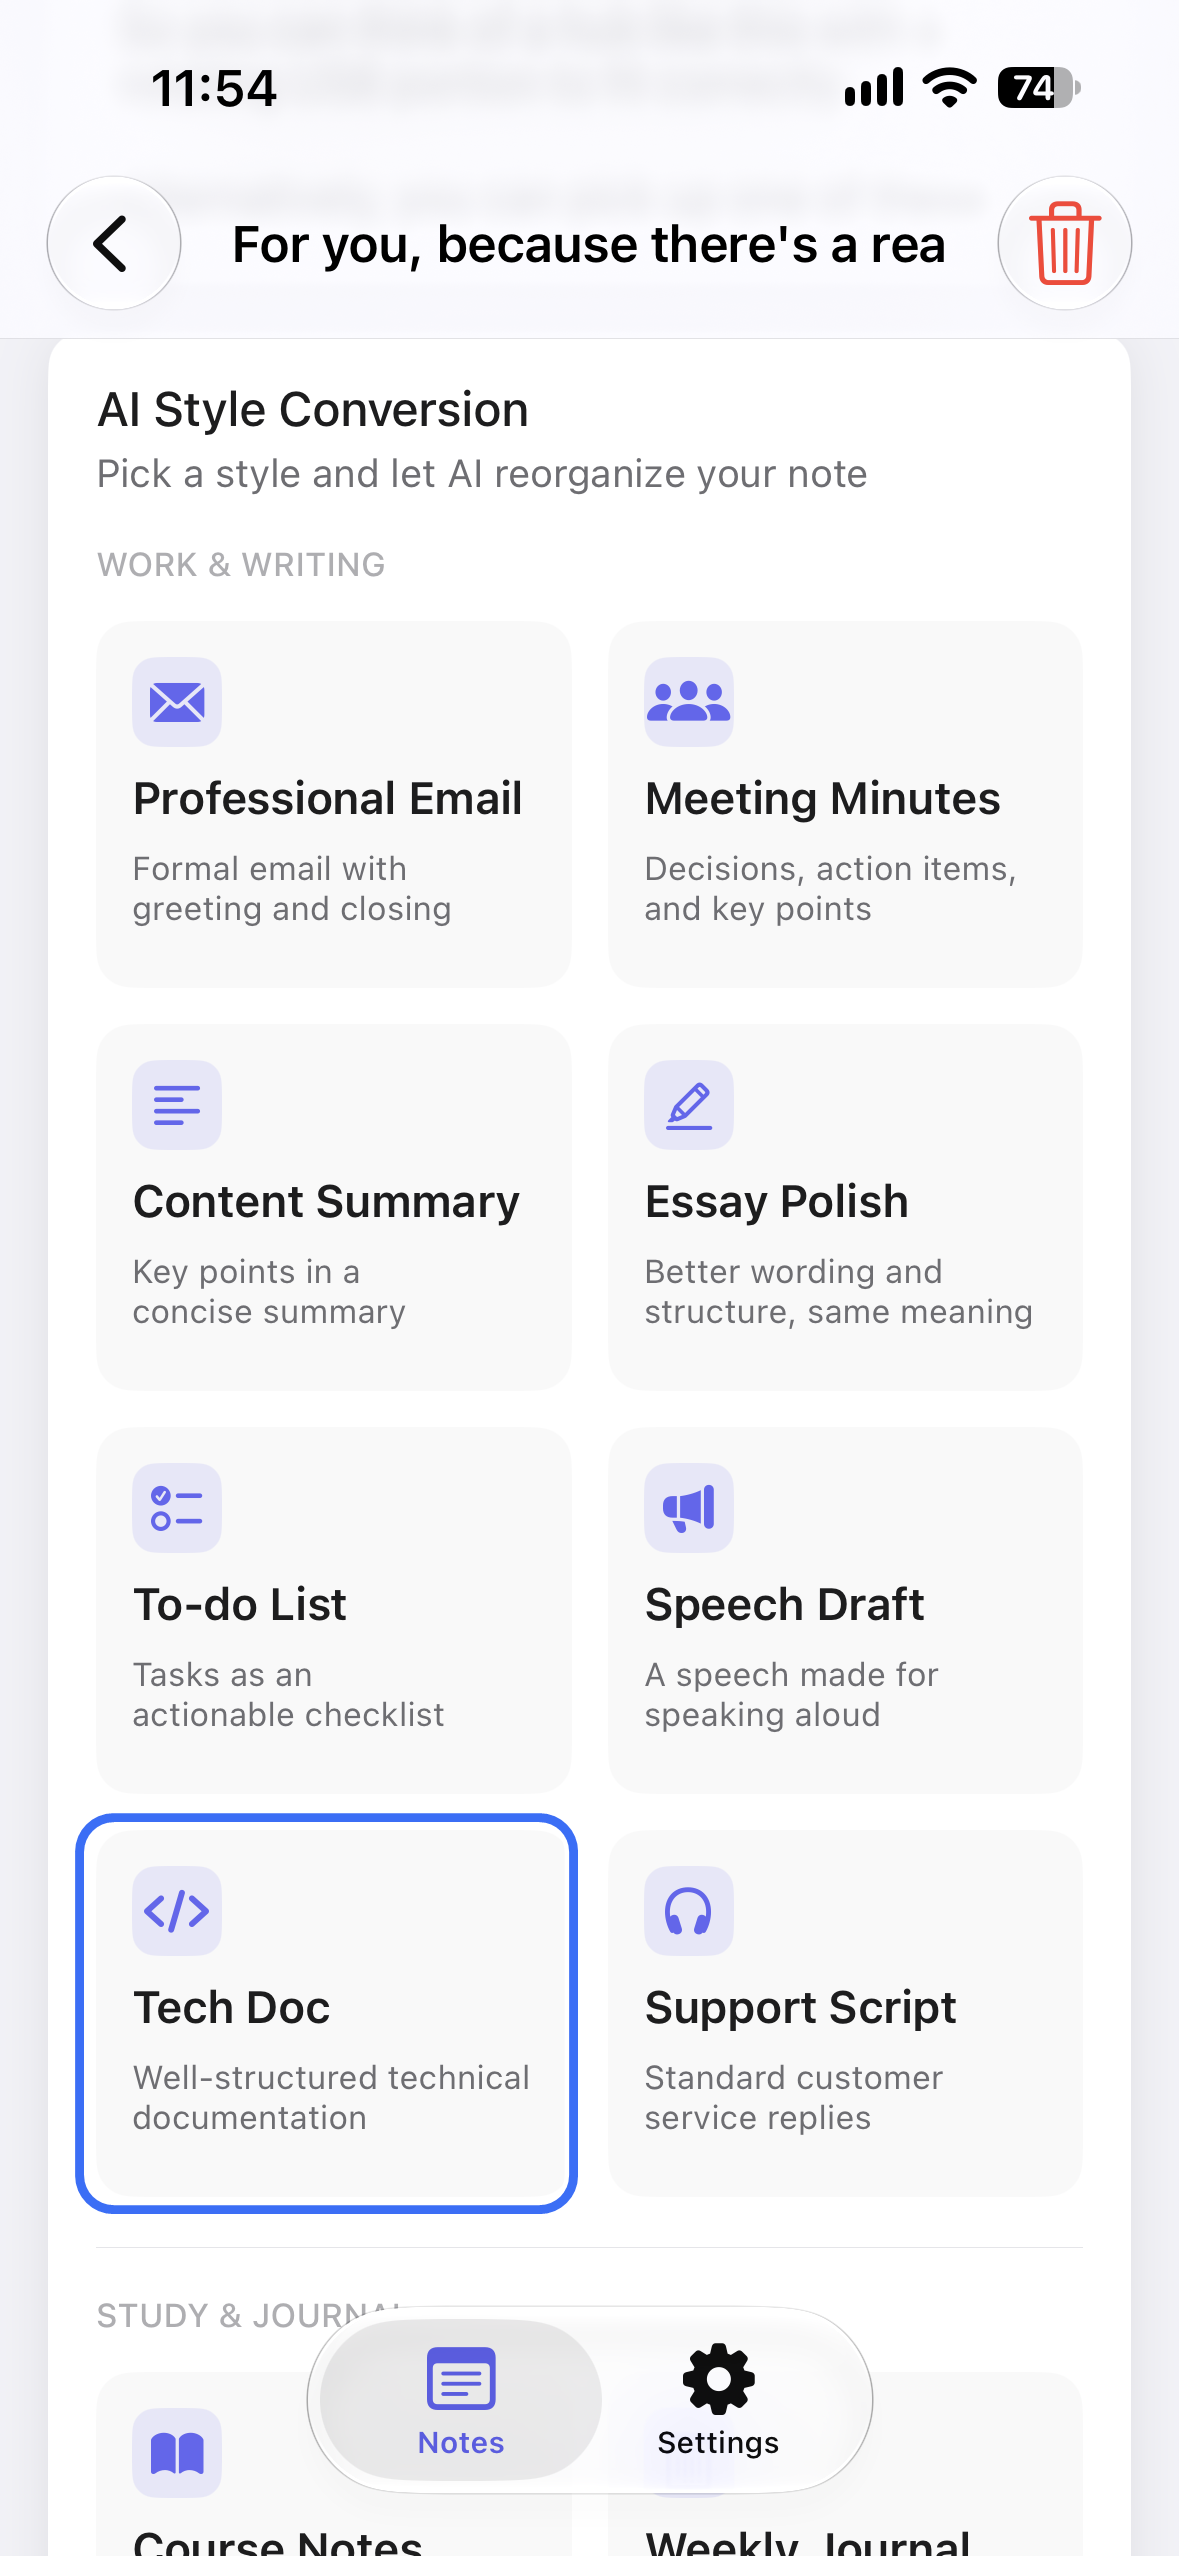 11:54
74
For you, because there's a rea
AI Style Conversion
Pick a style and let AI reorganize your note
WORK & WRITING
Professional Email
Formal email with
greeting and closing
Meeting Minutes
Decisions, action items,
and key points
Content Summary
Key points in a
concise summary
Essay Polish
Better wording and
structure, same meaning
To-do List
Tasks as an
actionable checklist
Speech Draft
A speech made for
speaking aloud
Tech Doc
Well-structured technical
documentation
Support Script
Standard customer
service replies
STUDY & JOURNAL
Notes
Settings
Course Notes
Weekly Journal